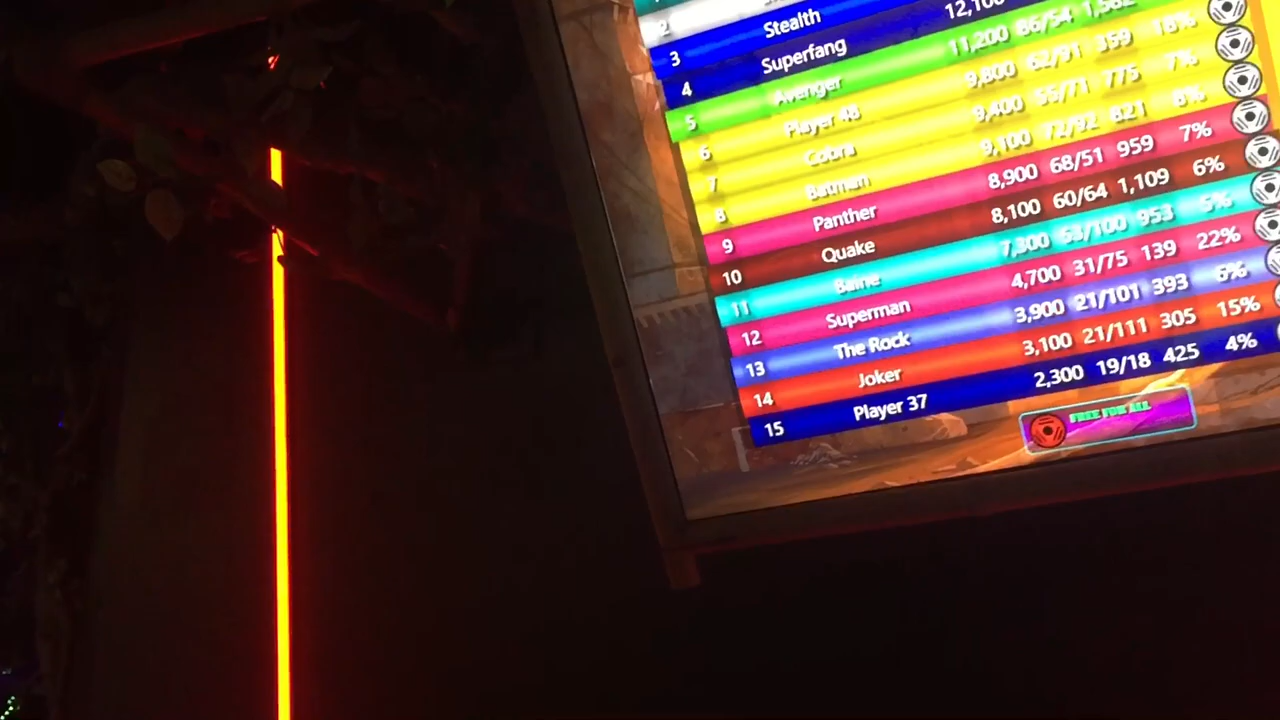 2
3 Stealth
4 Superfang 12,100
5 Avenger 11,200 86/54
6 Player 48 9,800 62/91 359 18%
7 Cobra 9,400 55/71 775 7%
8 Batman 9,100 72/92 821 8%
9 Panther 8,900 68/51 959 7%
10 Quake 8,100 60/64 1,109 6%
11 7,300 53/100 953 5%
12 Superman 4,700 31/75 139 22%
13 The Rock 3,900 21/101 393 6%
14 Joker 3,100 21/111 305 15%
15 Player 37 2,300 19/18 425 4%
FREE FOR ALL